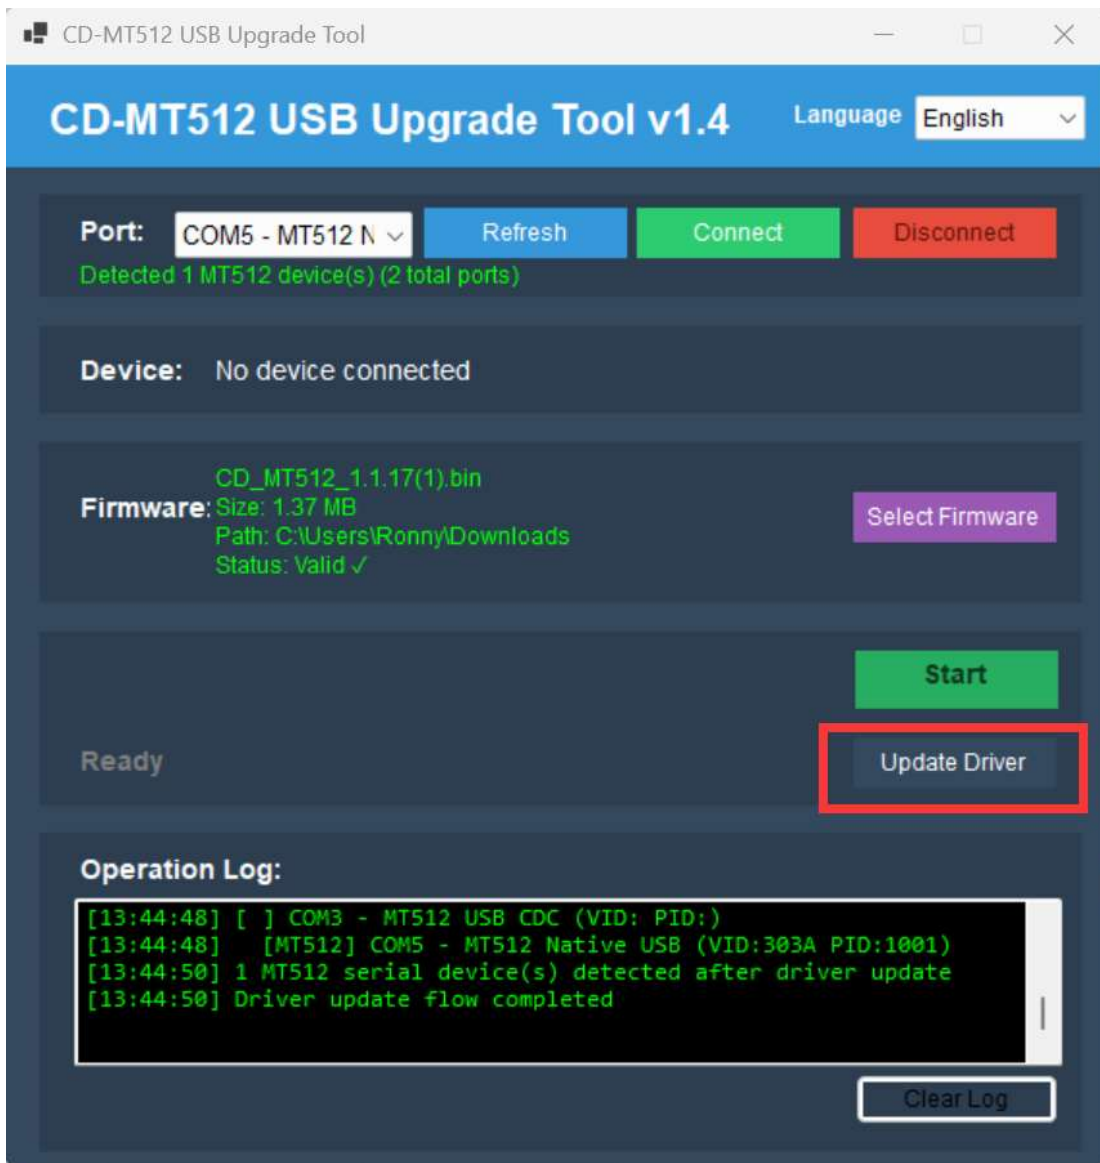 CD-MT512 USB Upgrade Tool
CD-MT512 USB Upgrade Tool v1.4
Language English
Port: COM5 - MT512 N Refresh Connect Disconnect
Detected 1 MT512 device(s) (2 total ports)
Device: No device connected
CD_MT512_1.1.17(1).bin
Firmware: Size: 1.37 MB
Select Firmware
Path: C:\Users\Ronny\Downloads
Status: Valid ✓
Start
Ready Update Driver
Operation Log:
[13:44:48] [ ] COM3 - MT512 USB CDC (VID: PID:)
[13:44:48] [MT512] COM5 - MT512 Native USB (VID:303A PID:1001)
[13:44:50] 1 MT512 serial device(s) detected after driver update
[13:44:50] Driver update flow completed
Clear Log